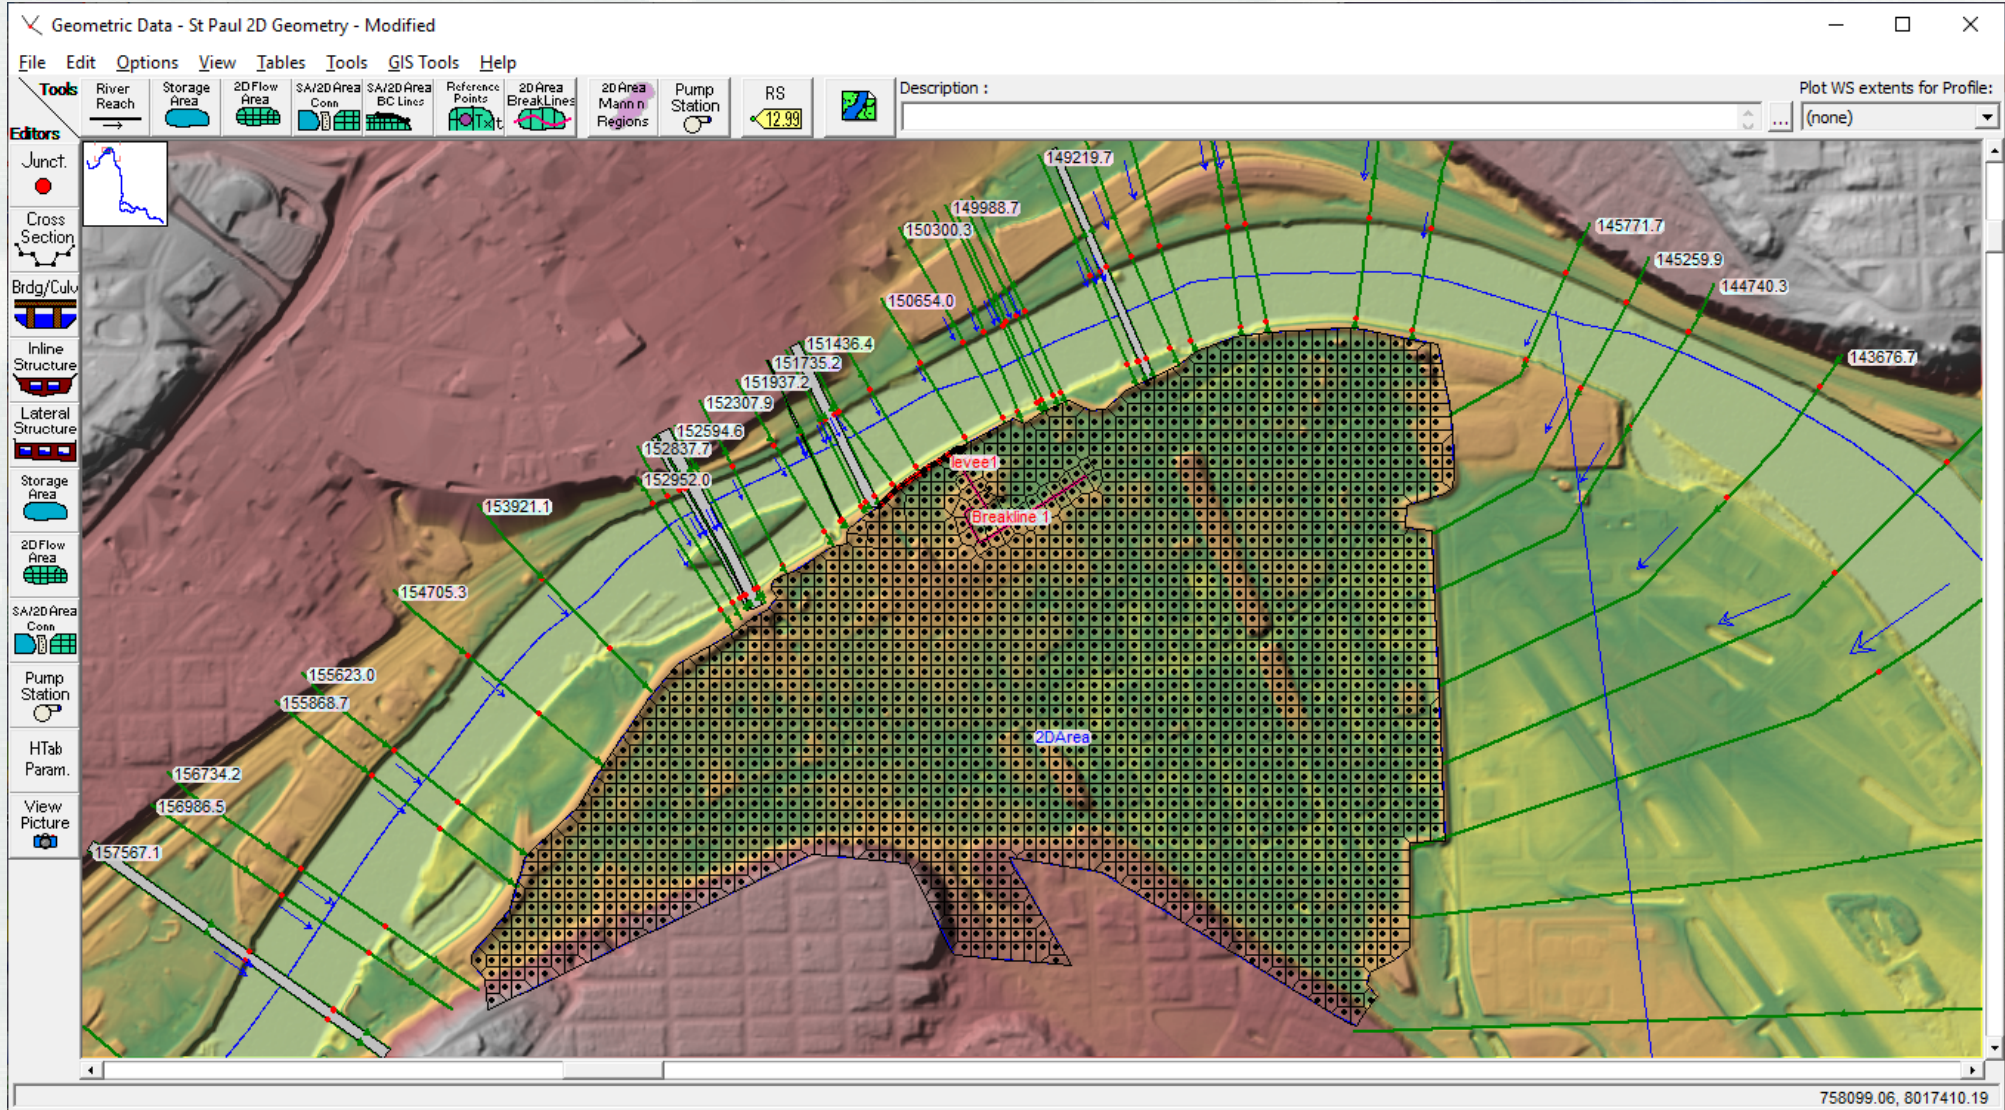 Geometric Data - St Paul 2D Geometry - Modified
File Edit Options View Tables Tools GIS Tools Help
Tools
Editors
River
Reach
Storage
Area
2D Flow
Area
SA/2D Area
Conn
SA/2D Area
BC Lines
Reference
Points
2D Area
BreakLines
2D Area
Mann n
Regions
Pump
Station
RS
12.99
Description :
...
Plot WS extents for Profile:
(none)
Junct.
Cross
Section
Brdg/Culv
Inline
Structure
Lateral
Structure
Storage
Area
2D Flow
Area
SA/2D Area
Conn
Pump
Station
HTab
Param.
View
Picture
149219.7
149988.7
150300.3
145771.7
145259.9
144740.3
150654.0
151436.4
143676.7
151735.2
151937.2
152307.9
152594.6
152837.7
levee1
152952.0
153921.1
Breakline 1
154705.3
155623.0
155868.7
2DArea
156734.2
156986.5
157567.1
758099.06, 8017410.19